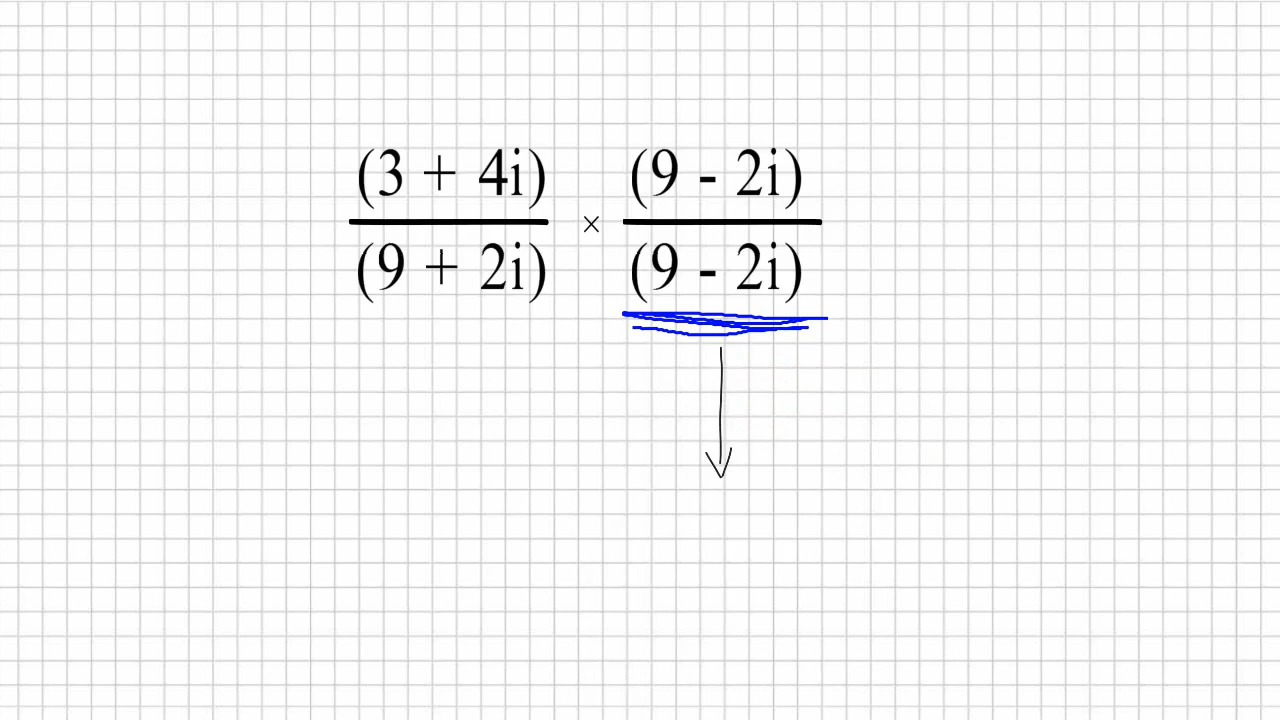 (3 + 4i) × (9 - 2i)
(9 + 2i) (9 - 2i)